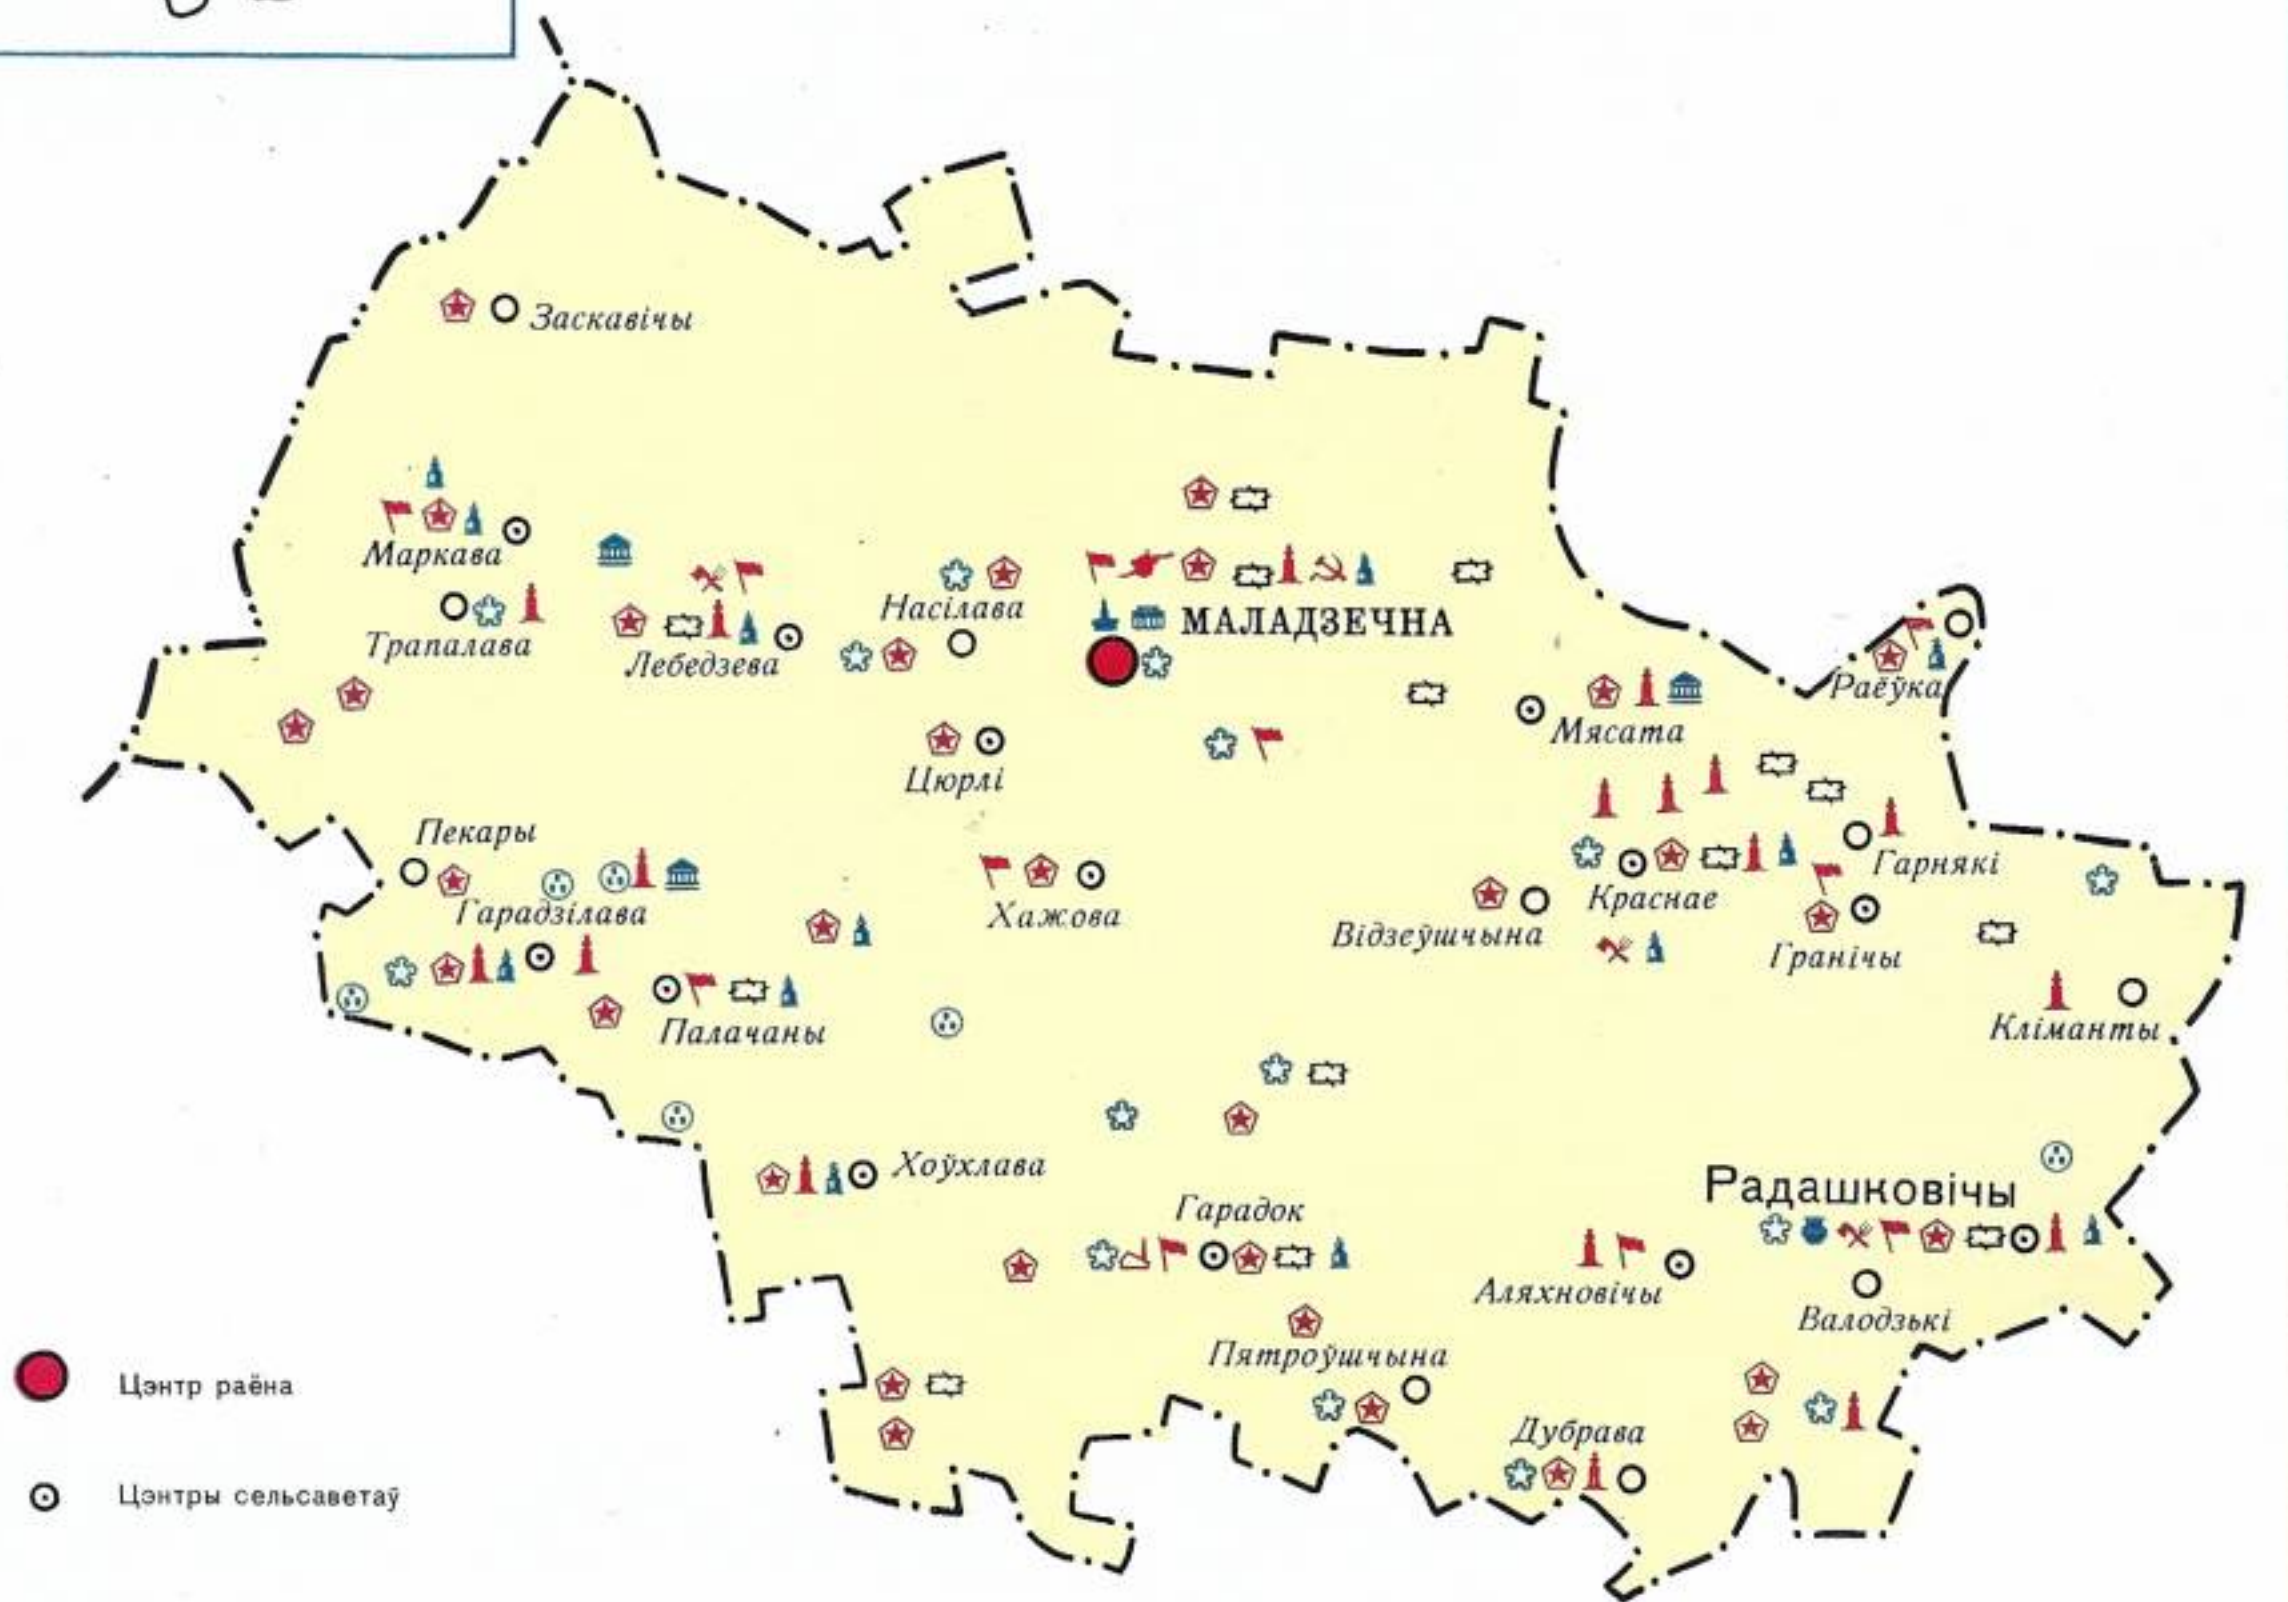 Заскавічы
Маркава
Трапалава
Лебедзева
Насілава
МАЛАДЗЕЧНА
Раёўка
Мясата
Цюрлі
Пекары
Гарадзілава
Хажова
Відзеўшчына
Краснае
Гарнякі
Гранічы
Палачаны
Кліманты
Хоўхлава
Гарадок
Радашковічы
Аляхновічы
Валодзькі
Пятроўшчына
Дубрава
Цэнтр раёна
Цэнтры сельсаветаў